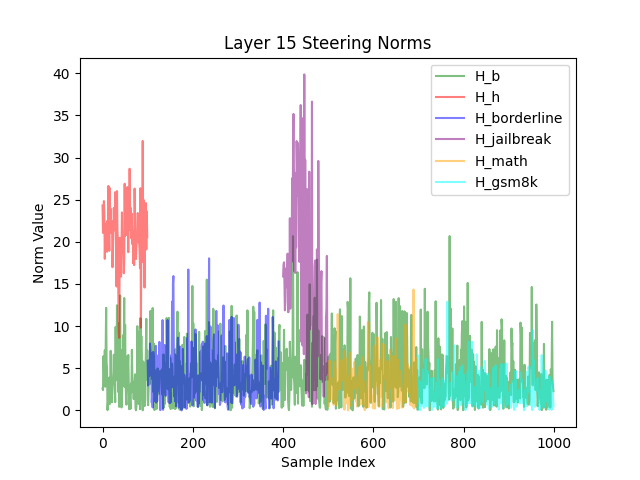 Layer 15 Steering Norms
Norm Value
40
35
30
25
20
15
10
5
0
H_b
H_h
H_borderline
H_jailbreak
H_math
H_gsm8k
0
200
400
600
800
1000
Sample Index